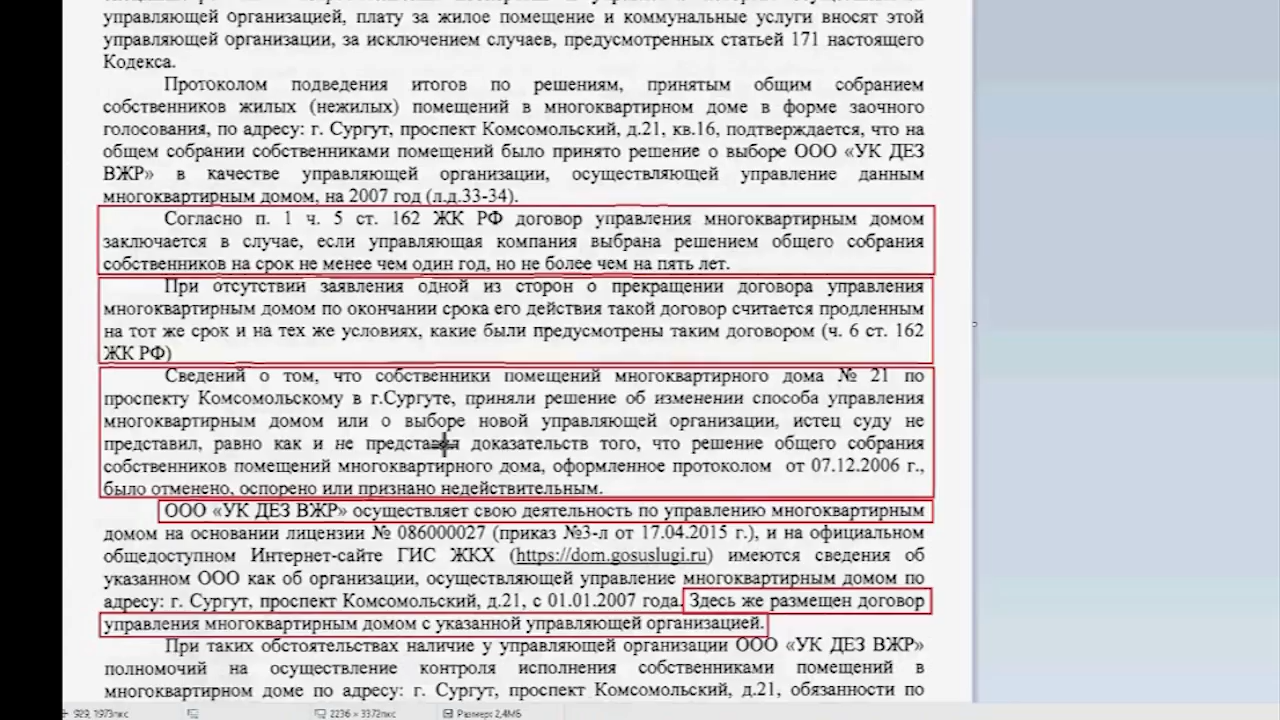 управляющей организацией, плату за жилое помещение и коммунальные услуги вносят этой
управляющей организации, за исключением случаев, предусмотренных статьей 171 настоящего
Кодекса.
Протоколом подведения итогов по решениям, принятым общим собранием
собственников жилых (нежилых) помещений в многоквартирном доме в форме заочного
голосования, по адресу: г. Сургут, проспект Комсомольский, д.21, кв.16, подтверждается, что на
общем собрании собственниками помещений было принято решение о выборе ООО «УК ДЕЗ
ВЖР» в качестве управляющей организации, осуществляющей управление данным
многоквартирным домом, на 2007 год (л.д.33-34).
Согласно п. 1 ч. 5 ст. 162 ЖК РФ договор управления многоквартирным домом
заключается в случае, если управляющая компания выбрана решением общего собрания
собственников на срок не менее чем один год, но не более чем на пять лет.
При отсутствии заявления одной из сторон о прекращении договора управления
многоквартирным домом по окончании срока его действия такой договор считается продленным
на тот же срок и на тех же условиях, какие были предусмотрены таким договором (ч. 6 ст. 162
ЖК РФ)
Сведений о том, что собственники помещений многоквартирного дома № 21 по
проспекту Комсомольскому в г.Сургуте, приняли решение об изменении способа управления
многоквартирным домом или о выборе новой управляющей организации, истец суду не
представил, равно как и не представил доказательств того, что решение общего собрания
собственников помещений многоквартирного дома, оформленное протоколом от 07.12.2006 г.,
было отменено, оспорено или признано недействительным.
ООО «УК ДЕЗ ВЖР» осуществляет свою деятельность по управлению многоквартирным
домом на основании лицензии № 086000027 (приказ №3-л от 17.04.2015 г.), и на официальном
общедоступном Интернет-сайте ГИС ЖКХ (https://dom.gosuslugi.ru) имеются сведения об
указанном ООО как об организации, осуществляющей управление многоквартирным домом по
адресу: г. Сургут, проспект Комсомольский, д.21, с 01.01.2007 года. Здесь же размещен договор
управления многоквартирным домом с указанной управляющей организацией.
При таких обстоятельствах наличие у управляющей организации ООО «УК ДЕЗ ВЖР»
полномочий на осуществление контроля исполнения собственниками помещений в
многоквартирном доме по адресу: г. Сургут, проспект Комсомольский, д.21, обязанности по
929, 1973пкс 2236 × 3372пкс Размер: 2,4МБ